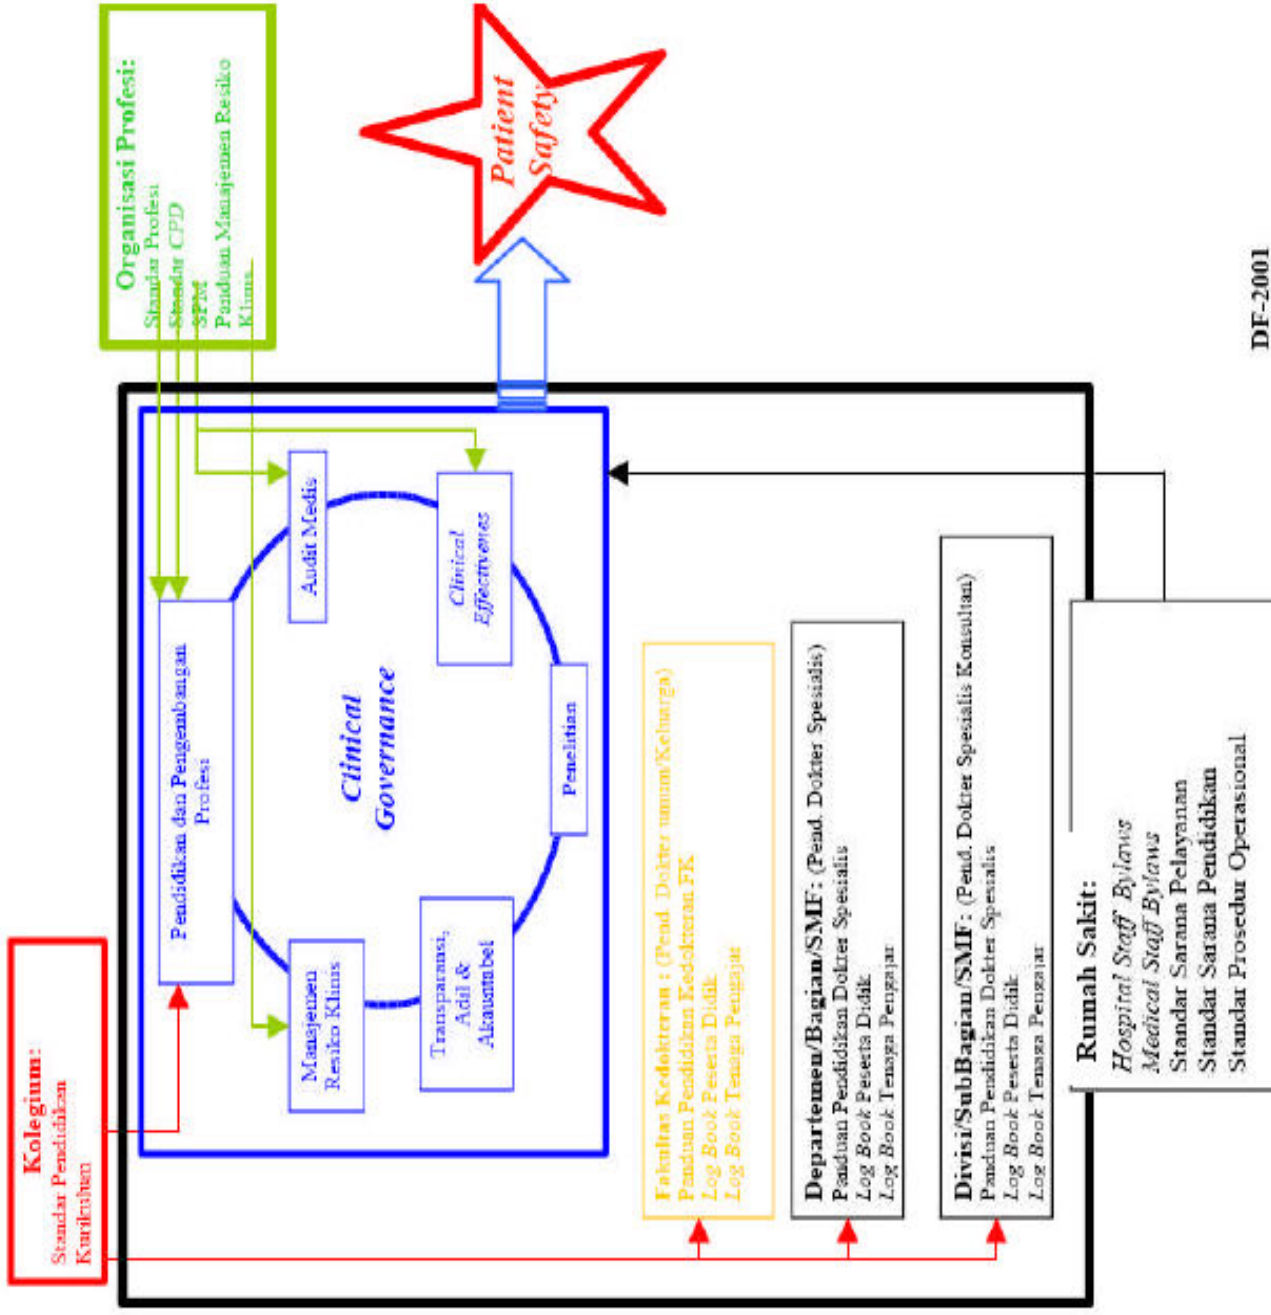 Kolegium:
Standar Pendidikan
Kurikulum
Organisasi Profesi:
Standar Profesi
Standar CPD
SPM
Panduan Manajemen Resiko
Klinis
Pendidikan dan Pengembangan
Profesi
Manajemen
Resiko Klinis
Audit Medis
Clinical
Governance
Transparansi,
Adil &
Akauntabel
Clinical
Effectivenes
Penelitian
Patient
Safety
Fakultas Kedokteran : (Pend. Dokter umum/Keluarga)
Panduan Pendidikan Kedokteran FK
Log Book Peserta Didik
Log Book Tenaga Pengajar
Departemen/Bagian/SMF: (Pend. Dokter Spesialis)
Panduan Pendidikan Dokter Spesialis
Log Book Peserta Didik
Log Book Tenaga Pengajar
Divisi/SubBagian/SMF: (Pend. Dokter Spesialis Konsultan)
Panduan Pendidikan Dokter Spesialis
Log Book Peserta Didik
Log Book Tenaga Pengajar
Rumah Sakit:
Hospital Staff Bylaws
Medical Staff Bylaws
Standar Sarana Pelayanan
Standar Sarana Pendidikan
Standar Prosedur Operasional
DF-2001